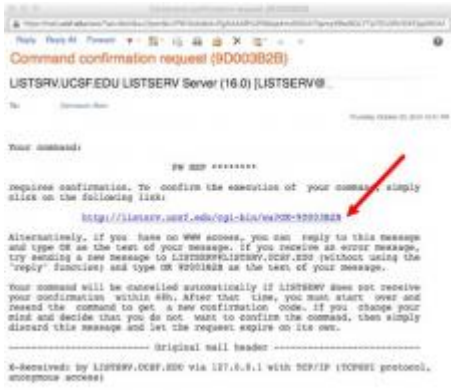 Reply Reply All Forward
Command confirmation request (9D003B2B)
LISTSRV.UCSF.EDU LISTSERV Server (16.0) [LISTSERV@...
To:
Your command:
PW REP ********
requires confirmation. To confirm the execution of your command, simply
click on the following link:
http://listsrv.ucsf.edu/cgi-bin/wa?OK=9D003B2B
Alternatively, if you have no WWW access, you can reply to this message
and type OK as the text of your message. If you receive an error message,
try sending a new message to LISTSERV@LISTSRV.UCSF.EDU (without using the
"reply" function) and type OK 9D003B2B as the text of your message.
Your command will be cancelled automatically if LISTSERV does not receive
your confirmation within 48h. After that time, you must start over and
resend the command to get a new confirmation code. If you change your
mind and decide that you do not want to confirm the command, then simply
discard this message and let the request expire on its own.
Original mail header
X-Received: by LISTSRV.UCSF.EDU via 127.0.0.1 with TCP/IP (TCPGUI protocol,
anonymous access)